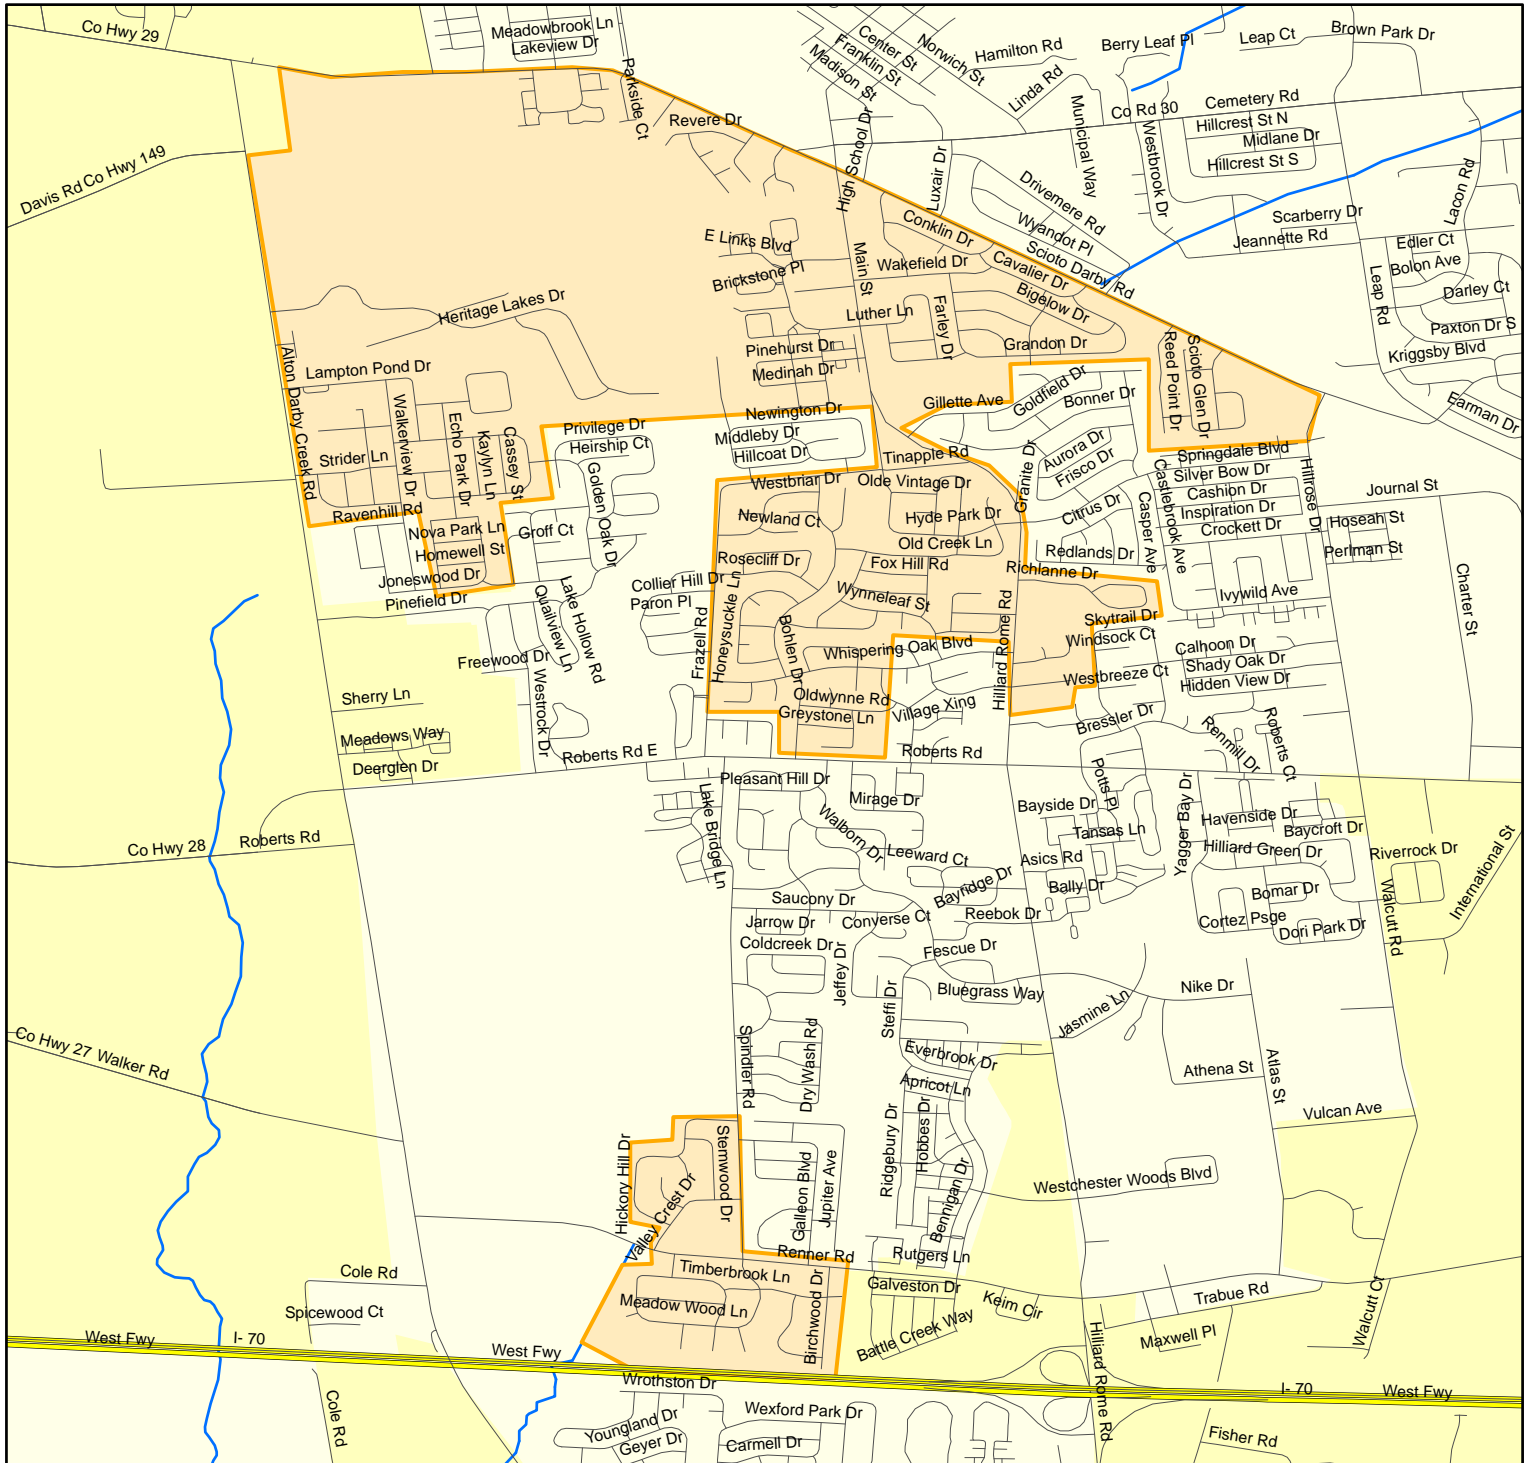 Co Hwy 29
Meadowbrook Ln
Lakeview Dr
Parkside Ct
Center St
Franklin St
Madison St
Norwich St
Hamilton Rd
Linda Rd
Berry Leaf Pl
Leap Ct
Brown Park Dr
Co Rd 30
Cemetery Rd
Municipal Way
Westbrook Dr
Hillcrest St N
Midlane Dr
Hillcrest St S
Revere Dr
High School Dr
Luxair Dr
Drivemere Rd
Wyandot Pl
Scioto Darby Rd
Lacon Rd
Scarberry Dr
Jeannette Rd
Edler Ct
Bolon Ave
Darley Ct
Leap Rd
Paxton Dr S
Kriggsby Blvd
Earman Dr
Davis Rd
Co Hwy 149
Conklin Dr
E Links Blvd
Brickstone Pl
Main St
Wakefield Dr
Cavalier Dr
Bigelow Dr
Luther Ln
Farley Dr
Grandon Dr
Heritage Lakes Dr
Pinehurst Dr
Medinah Dr
Reed Point Dr
Scioto Glen Dr
Alton Darby Creek Rd
Lampton Pond Dr
Walkerview Dr
Echo Park Dr
Kaylyn Ln
Cassey St
Strider Ln
Ravenhill Rd
Newington Dr
Privilege Dr
Heirship Ct
Middleby Dr
Hillcoat Dr
Gillette Ave
Goldfield Dr
Bonner Dr
Tinapple Rd
Granite Dr
Aurora Dr
Frisco Dr
Springdale Blvd
Silver Bow Dr
Cashion Dr
Inspiration Dr
Crockett Dr
Hillrose Dr
Journal St
Hoseah St
Perlman St
Charter St
Castlebrook Ave
Casper Ave
Citrus Dr
Redlands Dr
Golden Oak Dr
Westbriar Dr
Olde Vintage Dr
Newland Ct
Hyde Park Dr
Old Creek Ln
Nova Park Ln
Homewell St
Groff Ct
Joneswood Dr
Pinefield Dr
Rosecliff Dr
Fox Hill Rd
Richlanne Dr
Collier Hill Dr
Paron Pl
Wynneleaf St
Ivywild Ave
Skytrail Dr
Windsock Ct
Quailview Ln
Lake Hollow Rd
Frazell Rd
Honeysuckle Ln
Bohlen Dr
Whispering Oak Blvd
Hilliard Rome Rd
Calhoon Dr
Shady Oak Dr
Hidden View Dr
Westbreeze Ct
Freewood Dr
Westrock Dr
Sherry Ln
Oldwynne Rd
Greystone Ln
Village Xing
Bressler Dr
Renmill Dr
Roberts Ct
Meadows Way
Deerglen Dr
Roberts Rd E
Roberts Rd
Pleasant Hill Dr
Mirage Dr
Potts Pl
Bayside Dr
Tansas Ln
Yagger Bay Dr
Havenside Dr
Baycroft Dr
Hilliard Green Dr
Riverrock Dr
International St
Lake Bridge Ln
Walborn Dr
Leeward Ct
Asics Rd
Bally Dr
Bayridge Dr
Bomar Dr
Co Hwy 28
Roberts Rd
Saucony Dr
Converse Ct
Reebok Dr
Cortez Psge
Dori Park Dr
Walcutt Rd
Jarrow Dr
Coldcreek Dr
Jeffey Dr
Fescue Dr
Steffi Dr
Bluegrass Way
Jasmine Ln
Nike Dr
Co Hwy 27
Walker Rd
Spindler Rd
Dry Wash Rd
Everbrook Dr
Apricot Ln
Athena St
Atlas St
Vulcan Ave
Hickory Hill Dr
Stemwood Dr
Valley Crest Dr
Galleon Blvd
Jupiter Ave
Ridgebury Dr
Hobbes Dr
Bennigan Dr
Westchester Woods Blvd
Renner Rd
Rutgers Ln
Cole Rd
Timberbrook Ln
Galveston Dr
Keim Cir
Trabue Rd
Walcutt Ct
Spicewood Ct
Meadow Wood Ln
Birchwood Dr
Battle Creek Way
Maxwell Pl
West Fwy
I- 70
West Fwy
Hilliard Rome Rd
I- 70
West Fwy
Cole Rd
Wrothston Dr
Youngland Dr
Geyer Dr
Wexford Park Dr
Carmell Dr
Fisher Rd